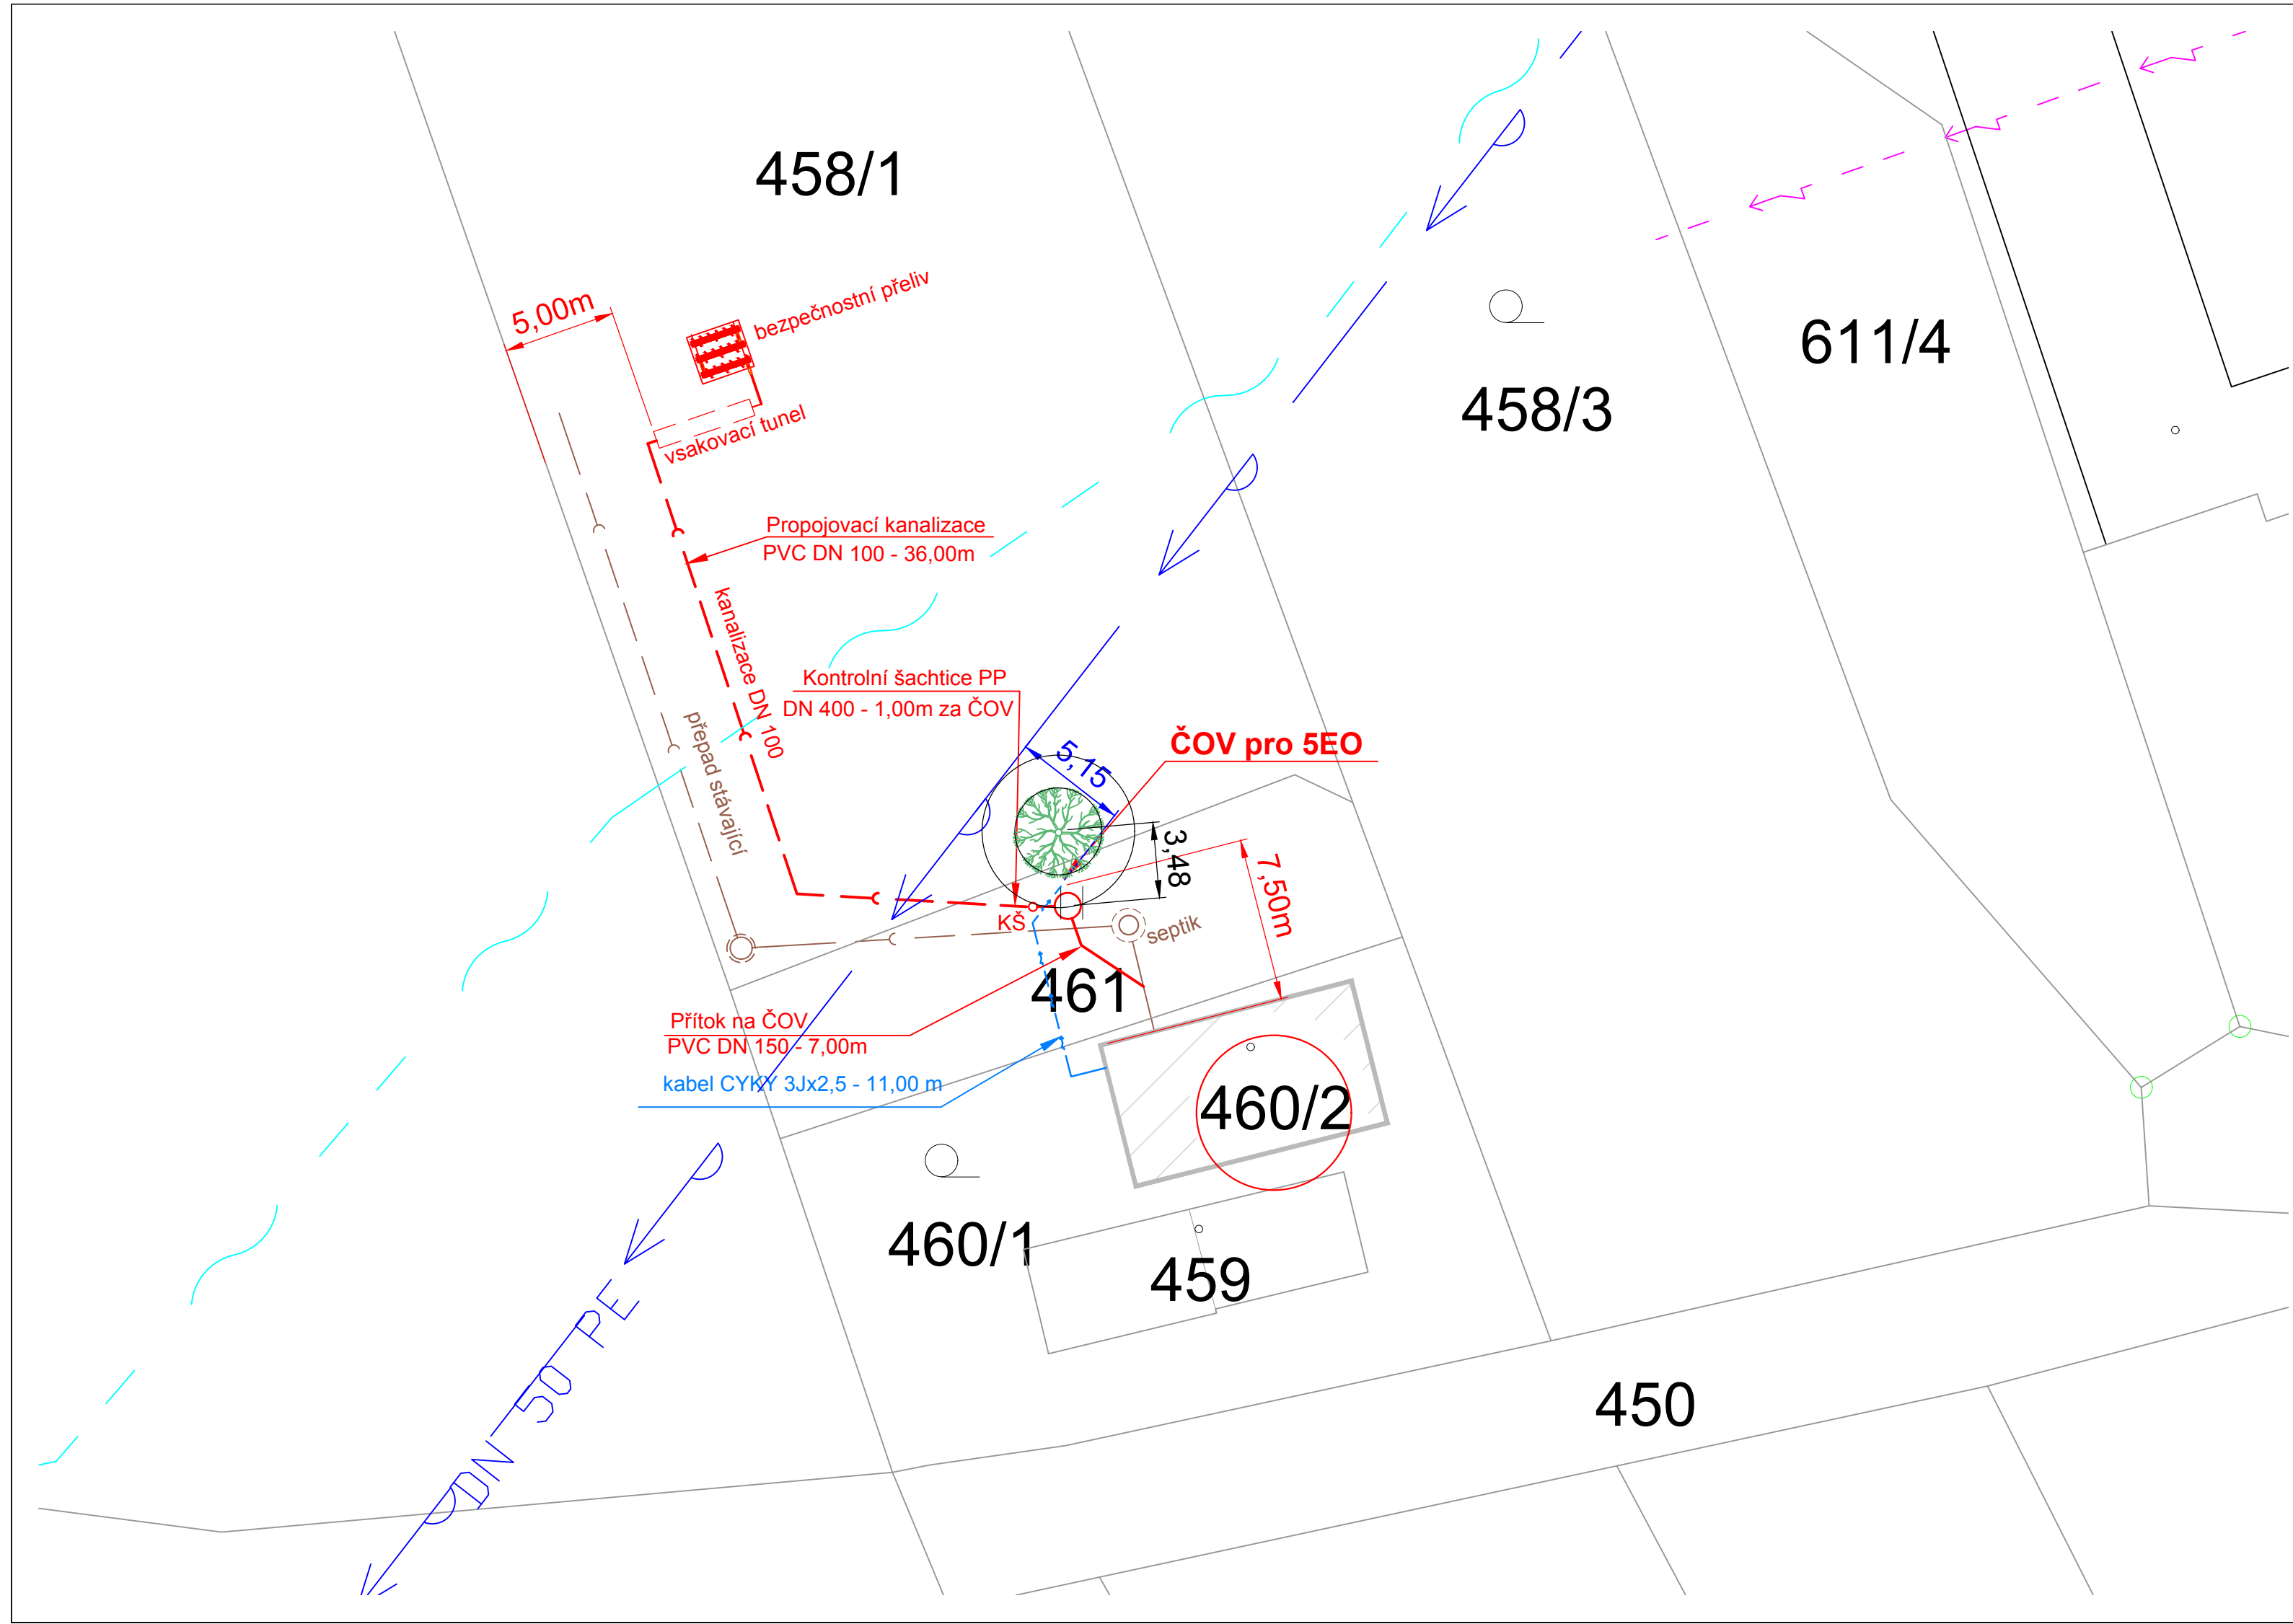 458/1
5,00m
bezpečnostní přeliv
611/4
458/3
vsakovací tunel
Propojovací kanalizace
PVC DN 100 - 36,00m
kanalizace DN 100
Kontrolní šachtice PP
DN 400 - 1,00m za ČOV
přepad stávající
5,15
ČOV pro 5EO
3,48
7,50m
KŠ
septik
461
Přítok na ČOV
PVC DN 150 - 7,00m
kabel CYKY 3Jx2,5 - 11,00 m
460/2
460/1
459
DN 50 PE
450